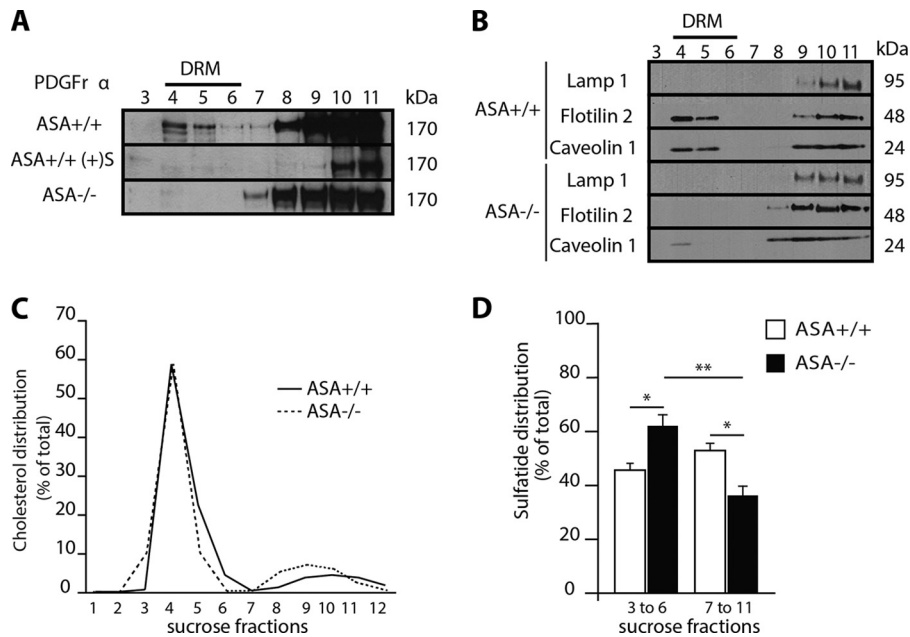 A
DRM
PDGFr α
3 4 5 6 7 8 9 10 11 kDa
ASA+/+ 170
ASA+/+ (+)S 170
ASA-/- 170
B
DRM
3 4 5 6 7 8 9 10 11 kDa
ASA+/+
Lamp 1 95
Flotilin 2 48
Caveolin 1 24
ASA-/-
Lamp 1 95
Flotilin 2 48
Caveolin 1 24
C
Cholesterol distribution
(% of total)
70
60
50
40
30
20
10
0
ASA+/+
ASA-/-
1 2 3 4 5 6 7 8 9 10 11 12
sucrose fractions
D
Sulfatide distribution
(% of total)
100
80
60
40
20
0
ASA+/+
ASA-/-
*
**
*
3 to 6 7 to 11
sucrose fractions